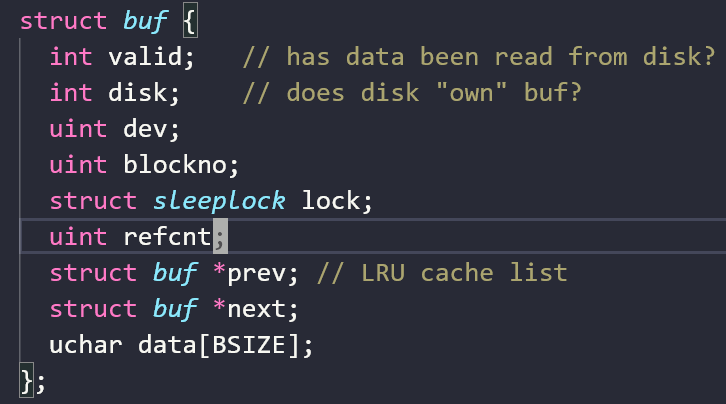 struct buf {
  int valid;   // has data been read from disk?
  int disk;    // does disk "own" buf?
  uint dev;
  uint blockno;
  struct sleeplock lock;
  uint refcnt;
  struct buf *prev; // LRU cache list
  struct buf *next;
  uchar data[BSIZE];
};